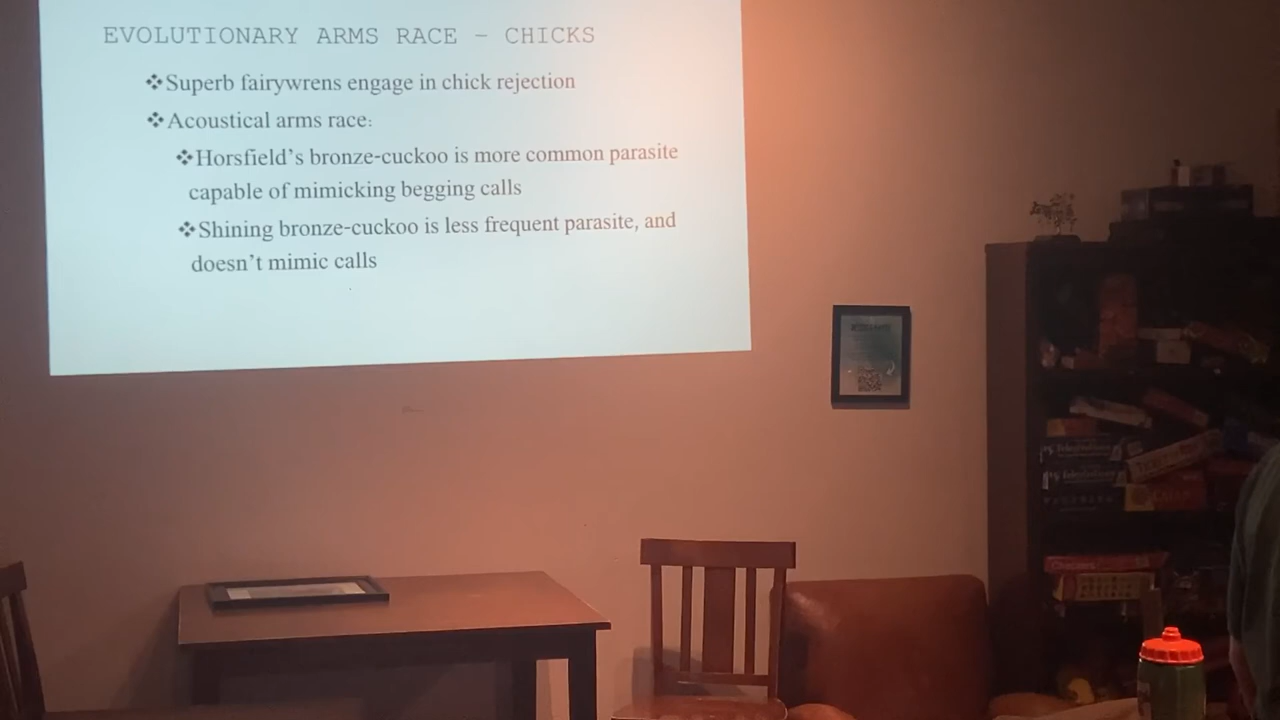 EVOLUTIONARY ARMS RACE – CHICKS
❖Superb fairywrens engage in chick rejection
❖Acoustical arms race:
❖Horsfield's bronze-cuckoo is more common parasite
capable of mimicking begging calls
❖Shining bronze-cuckoo is less frequent parasite, and
doesn't mimic calls